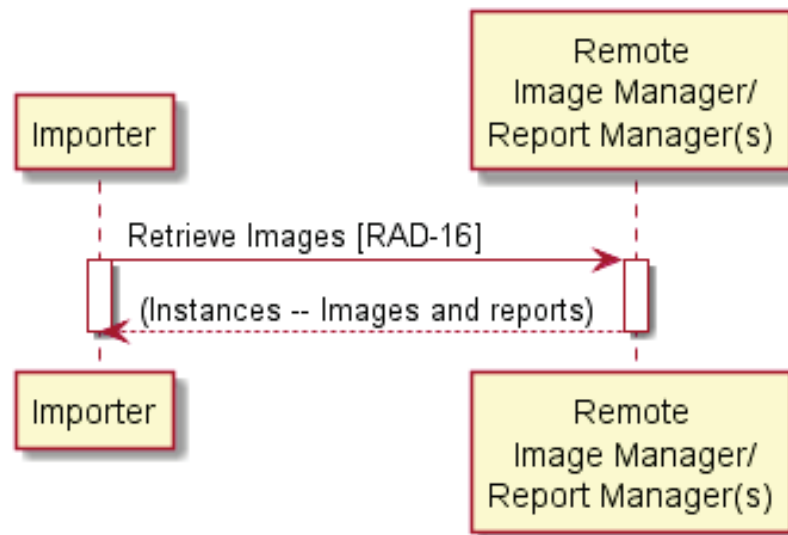 Remote
Image Manager/
Report Manager(s)
Importer
Retrieve Images [RAD-16]
(Instances -- Images and reports)
Importer
Remote
Image Manager/
Report Manager(s)